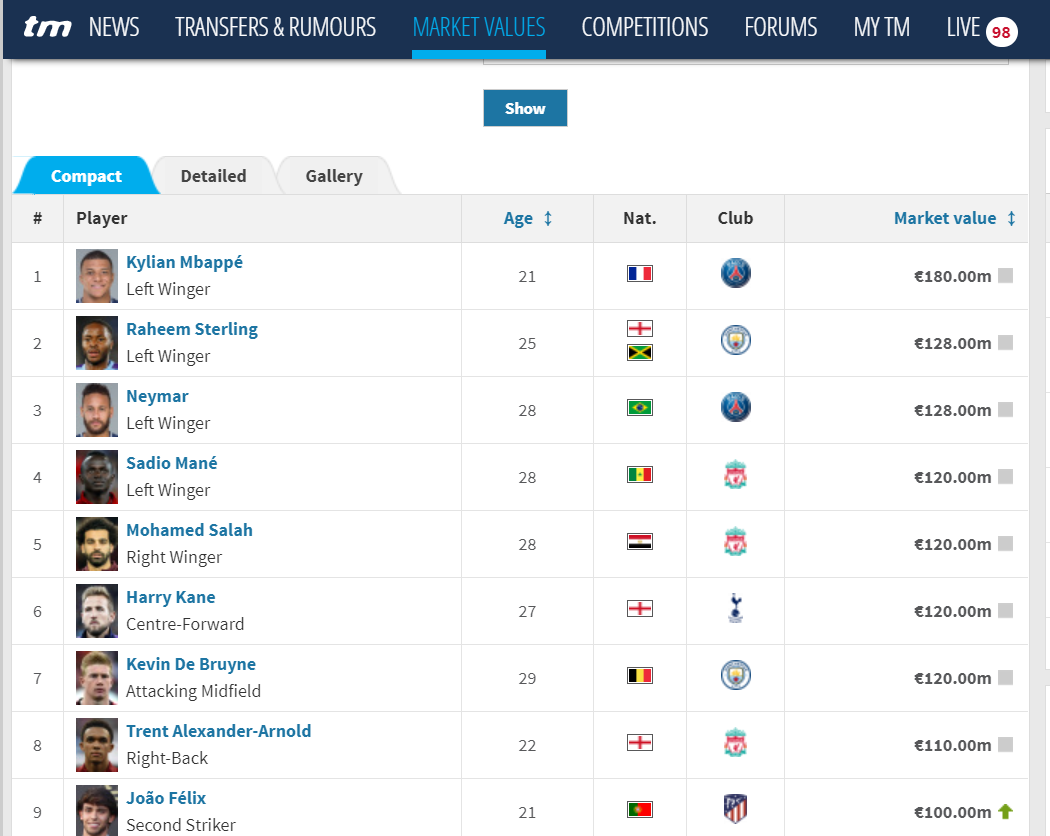 tm NEWS TRANSFERS & RUMOURS MARKET VALUES COMPETITIONS FORUMS MY TM LIVE 98
Show
Compact Detailed Gallery
# Player Age Nat. Club Market value
1 Kylian Mbappé 21 €180.00m
Left Winger
2 Raheem Sterling 25 €128.00m
Left Winger
3 Neymar 28 €128.00m
Left Winger
4 Sadio Mané 28 €120.00m
Left Winger
5 Mohamed Salah 28 €120.00m
Right Winger
6 Harry Kane 27 €120.00m
Centre-Forward
7 Kevin De Bruyne 29 €120.00m
Attacking Midfield
8 Trent Alexander-Arnold 22 €110.00m
Right-Back
9 João Félix 21 €100.00m
Second Striker